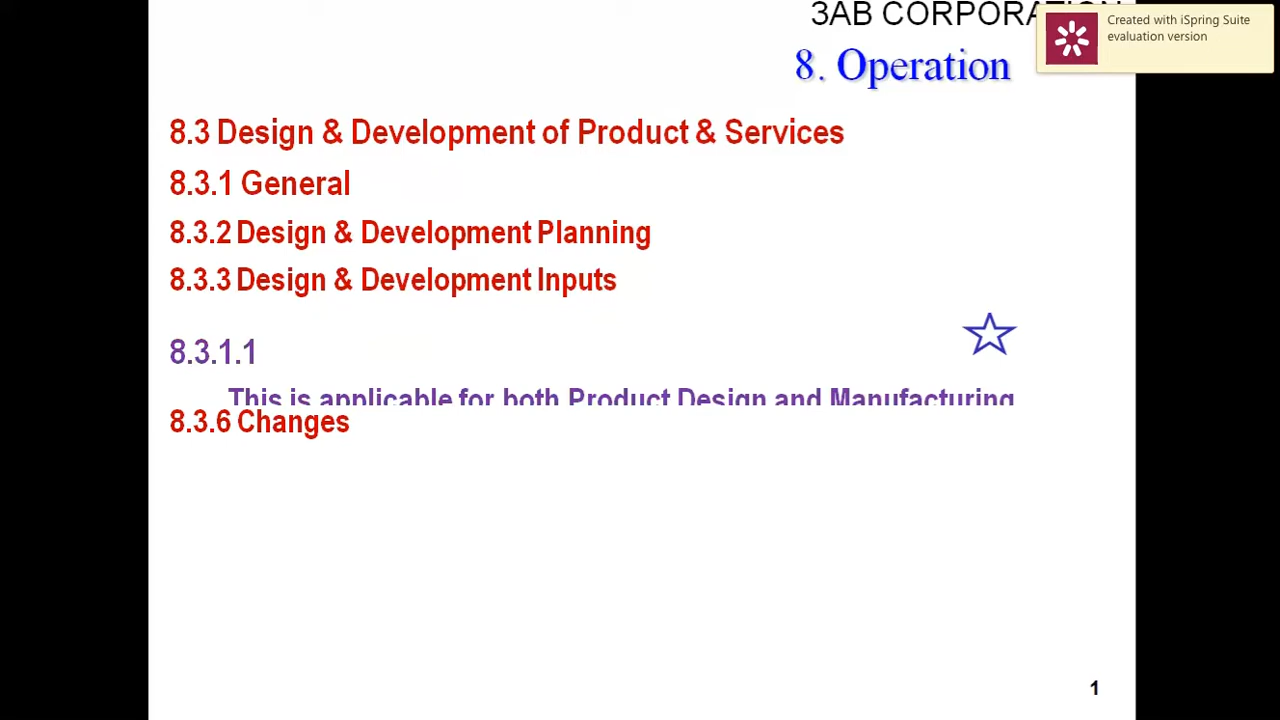 3AB CORPORATION
Created with iSpring Suite
evaluation version
8. Operation
8.3 Design & Development of Product & Services
8.3.1 General
8.3.2 Design & Development Planning
8.3.3 Design & Development Inputs
8.3.1.1
This is applicable for both Product Design and Manufacturing
8.3.6 Changes
1